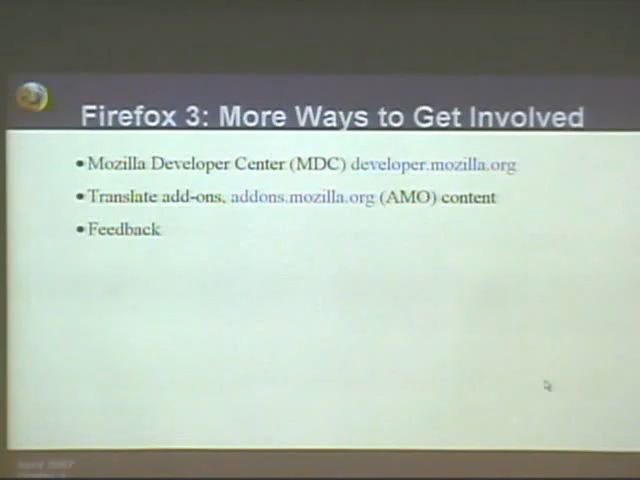 Firefox 3: More Ways to Get Involved
• Mozilla Developer Center (MDC) developer.mozilla.org
• Translate add-ons, addons.mozilla.org (AMO) content
• Feedback